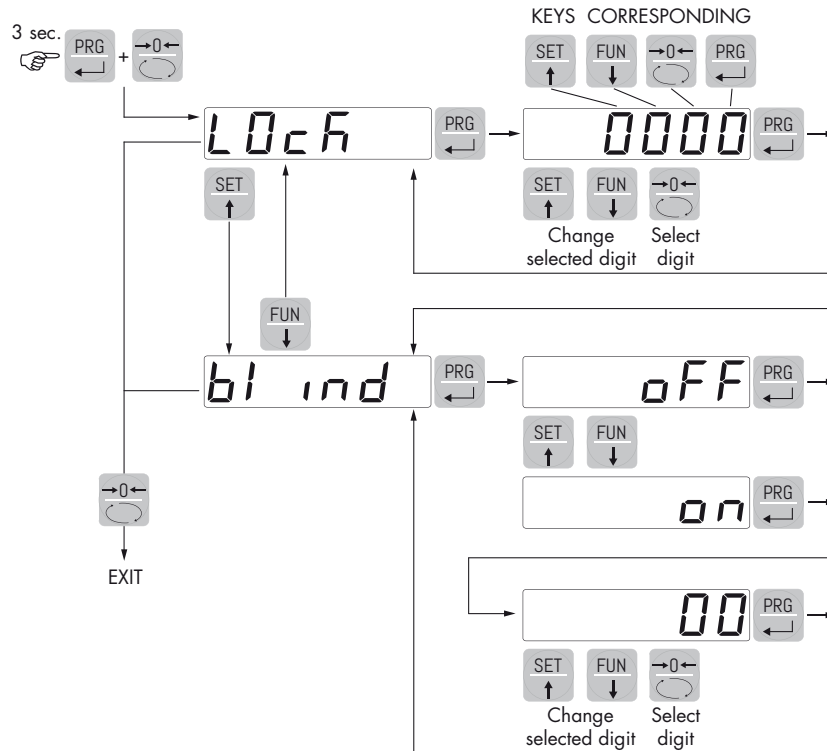 KEYS CORRESPONDING
3 sec.
PRG + →0←
SET FUN →0← PRG
LOcK PRG
0000 PRG
SET
SET FUN →0←
Change Select
selected digit digit
FUN
bl ind PRG
oFF PRG
SET FUN
→0←
on PRG
EXIT
00 PRG
SET FUN →0←
Change Select
selected digit digit